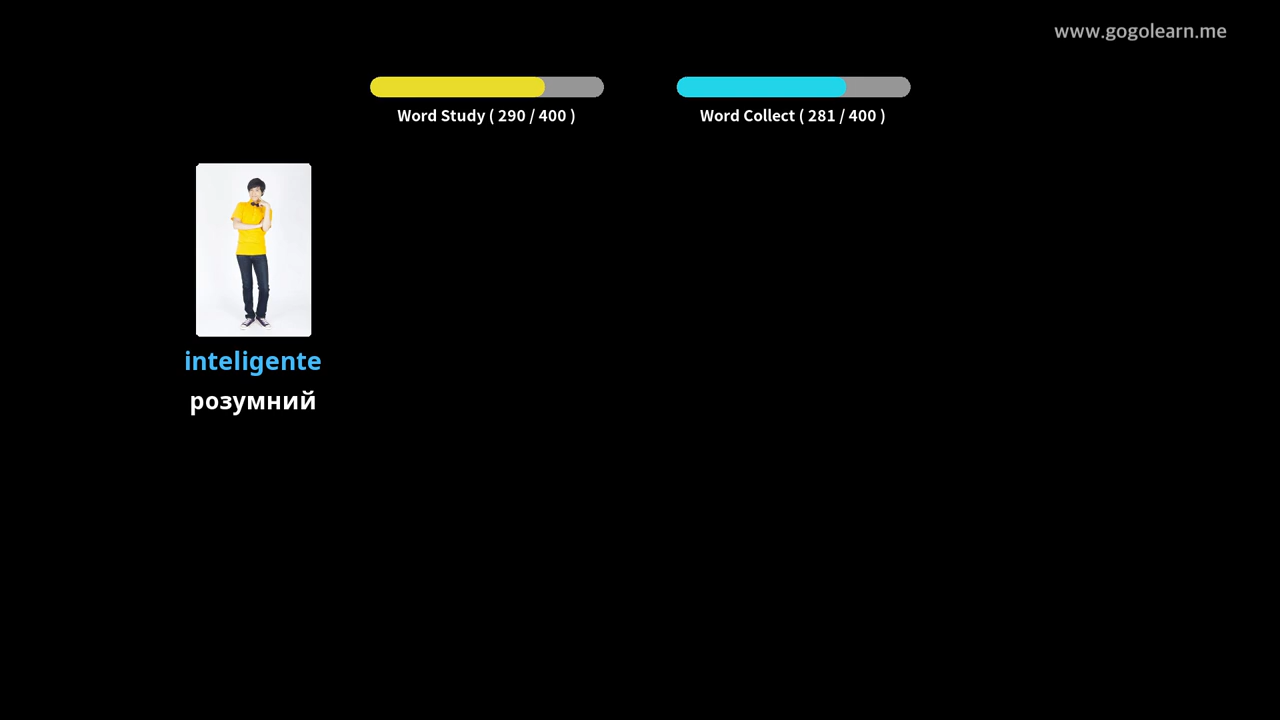 www.gogolearn.me
Word Study ( 290 / 400 )
Word Collect ( 281 / 400 )
inteligente
розумний